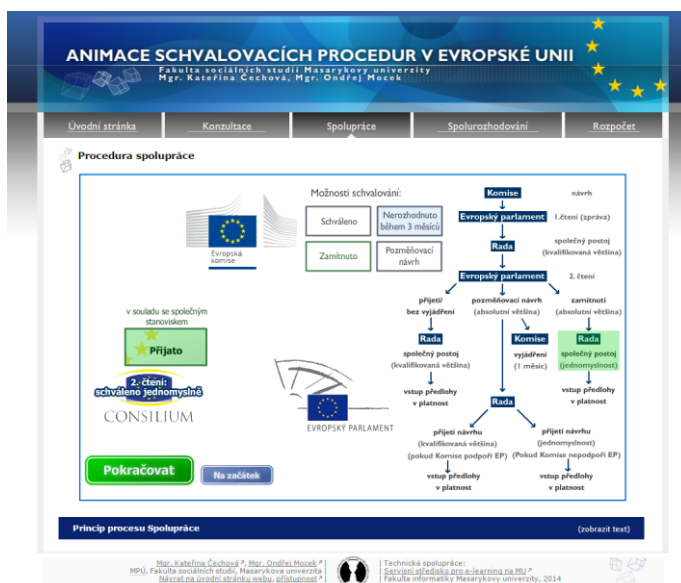 ANIMACE SCHVALOVACÍCH PROCEDUR V EVROPSKÉ UNII
Fakulta sociálních studií Masarykovy univerzity
Mgr. Kateřina Čechová, Mgr. Ondřej Mocek
Úvodní stránka
Konzultace
Spolupráce
Spolurozhodování
Rozpočet
Procedura spolupráce
Evropská
komise
Možnosti schvalování:
Schváleno
Nerozhodnuto
během 3 měsíců
Zamítnuto
Pozměňovací
návrh
v souladu se společným
stanoviskem
Přijato
2. čtení:
schváleno jednomyslně
CONSILIUM
EVROPSKÝ PARLAMENT
Pokračovat
Na začátek
Komise
návrh
Evropský parlament
1.čtení (zpráva)
Rada
společný postoj
(kvalifikovaná většina)
Evropský parlament
2. čtení
přijetí/
bez vyjádření
pozměňovací návrh
(absolutní většina)
zamítnutí
(absolutní většina)
Rada
společný postoj
(kvalifikovaná většina)
vstup předlohy
v platnost
Komise
vyjádření
(1 měsíc)
Rada
společný postoj
(jednomyslnost)
vstup předlohy
v platnost
Rada
přijetí návrhu
(kvalifikovaná většina)
(pokud Komise podpoří EP)
vstup předlohy
v platnost
přijetí návrhu
(jednomyslnost)
(Pokud Komise nepodpoří EP)
vstup předlohy
v platnost
Princip procesu Spolupráce
(zobrazit text)
Mgr. Kateřina Čechová, Mgr. Ondřej Mocek |
MPÚ, Fakulta sociálních studií, Masarykova univerzita |
Návrat na úvodní stránku webu, přístupnost |
| Technická spolupráce:
| Servisní středisko pro e-learning na MU
| Fakulta informatiky Masarykovy univerzity, 2014